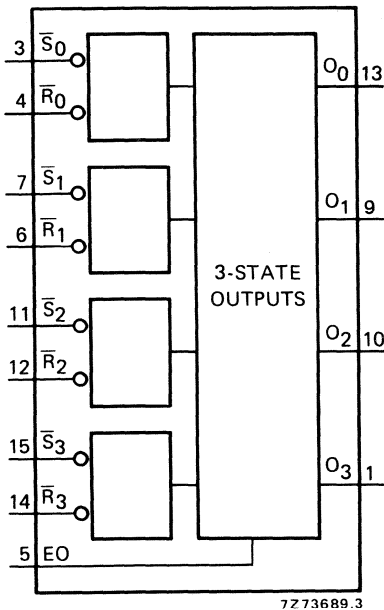 3 S̅0
4 R̅0
7 S̅1
6 R̅1
11 S̅2
12 R̅2
15 S̅3
14 R̅3
5 EO
3-STATE
OUTPUTS
O0 13
O1 9
O2 10
O3 1
7Z73689.3